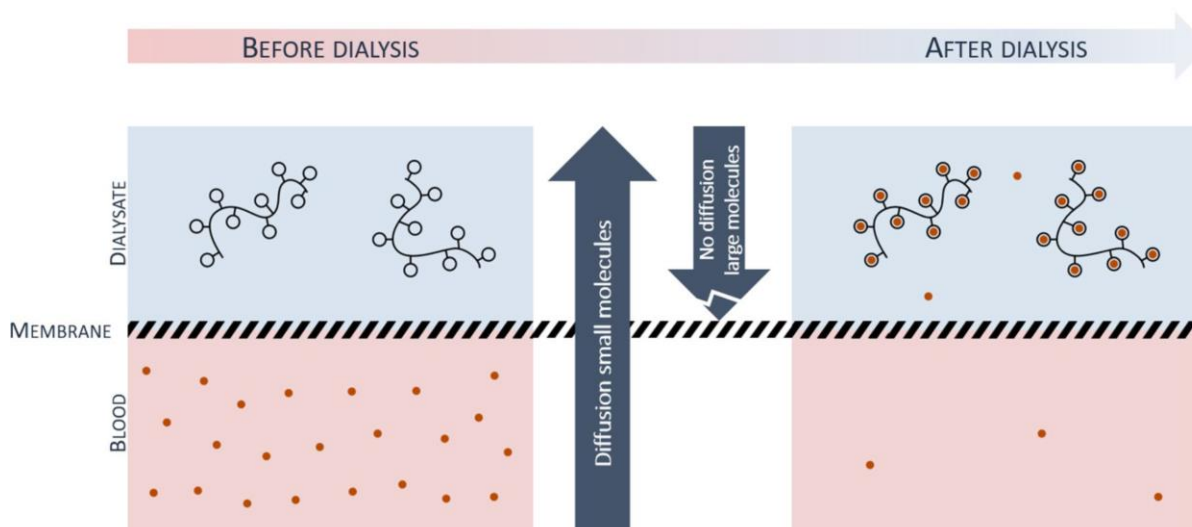 BEFORE DIALYSIS
AFTER DIALYSIS
DIALYSATE
MEMBRANE
BLOOD
Diffusion small molecules
No diffusion
large molecules